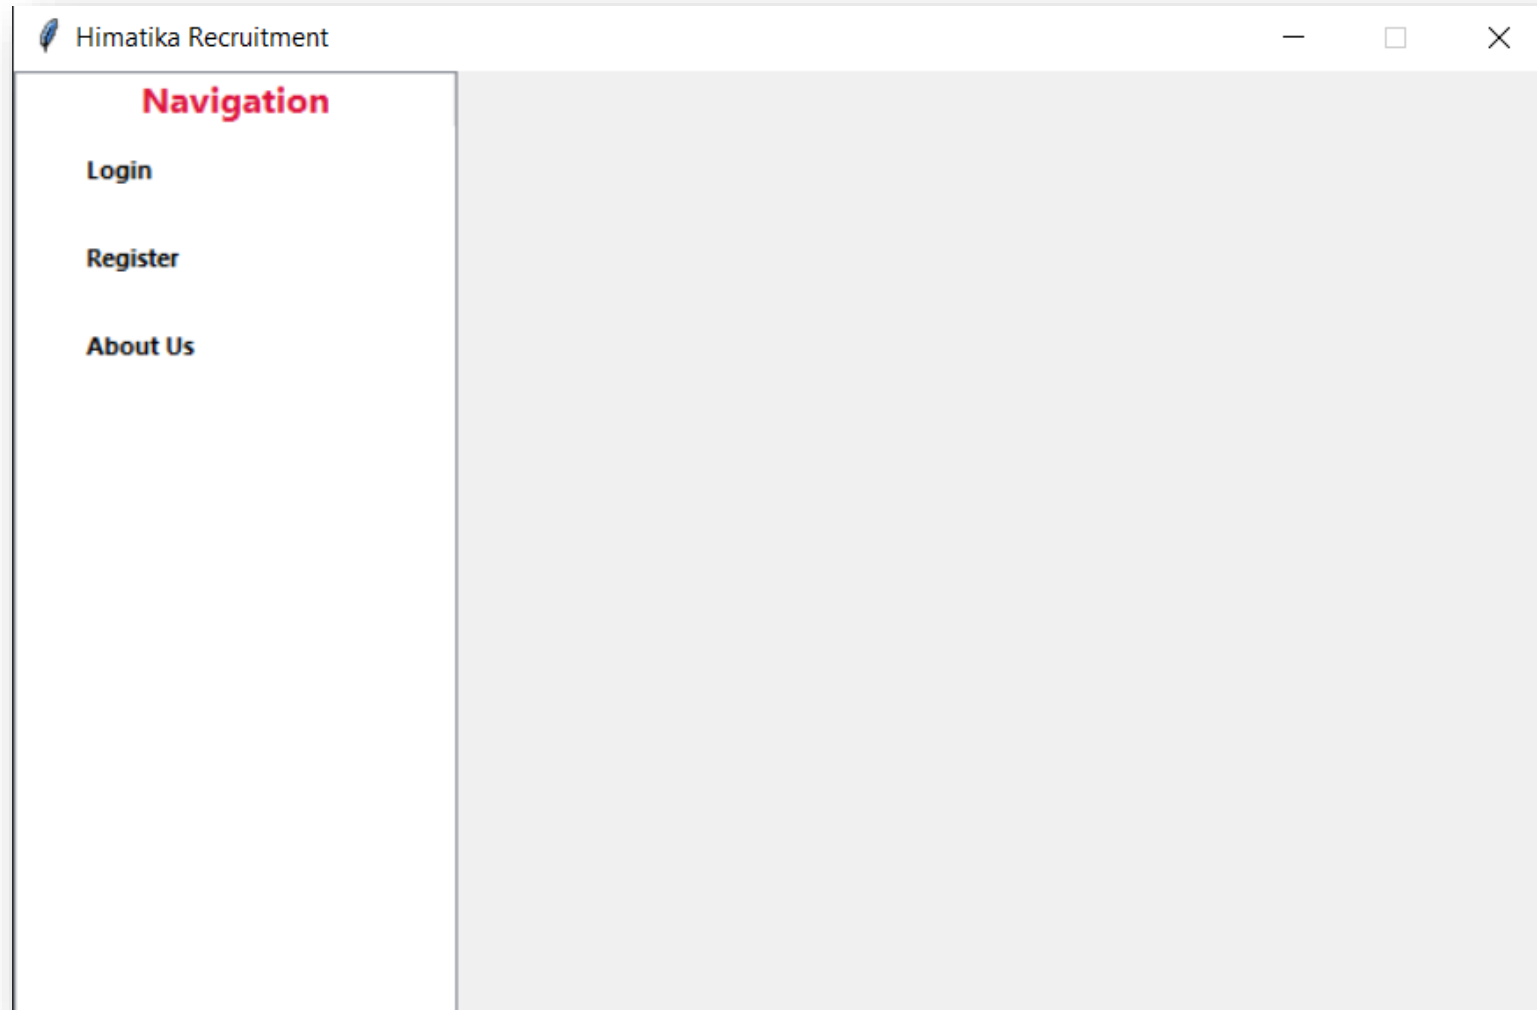 Himatika Recruitment
Navigation
Login
Register
About Us